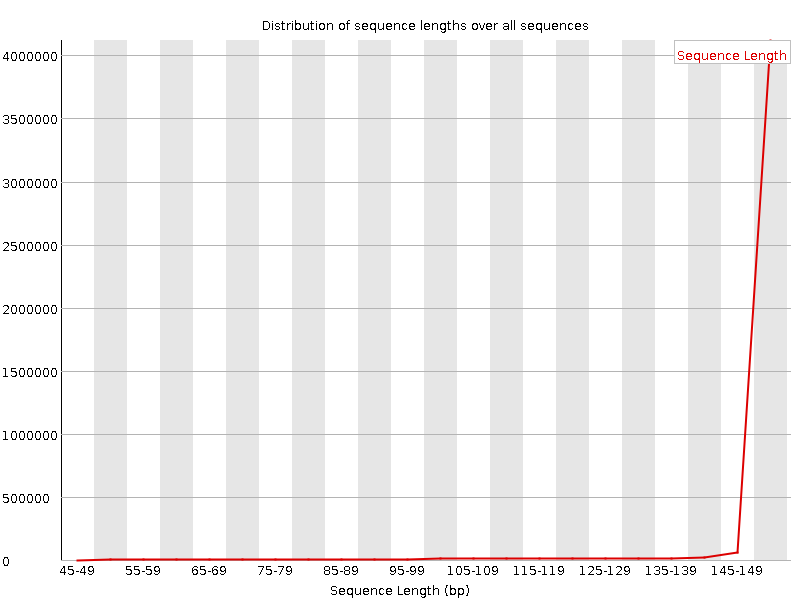 Distribution of sequence lengths over all sequences
Sequence Length
4000000
3500000
3000000
2500000
2000000
1500000
1000000
500000
0
45-49 55-59 65-69 75-79 85-89 95-99 105-109 115-119 125-129 135-139 145-149
Sequence Length (bp)